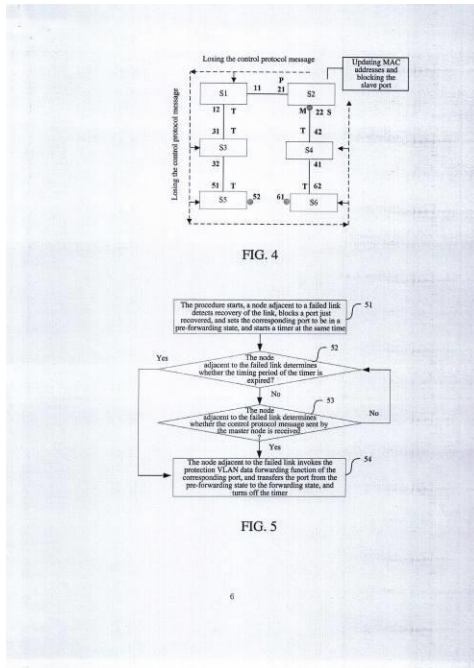 Losing the control protocol message
Updating MAC
addresses and
blocking the
slave port
P
S1
11
21
S2
12
T
M
22 S
Losing the control protocol message
31
T
T
42
S3
S4
32
41
51
T
52
61
T
62
S5
S6
FIG. 4
The procedure starts, a node adjacent to a failed link
detects recovery of the link, blocks a port just
recovered, and sets the corresponding port to be in a
pre-forwarding state, and starts a timer at the same time
51
52
Yes
The node
adjacent to the failed link determines
whether the timing period of the timer is
expired?
No
53
The node
adjacent to the failed link determines
whether the control protocol message sent by
the master node is received
?
No
Yes
54
The node adjacent to the failed link invokes the
protection VLAN data forwarding function of the
corresponding port, and transfers the port from the
pre-forwarding state to the forwarding state, and
turns off the timer
FIG. 5
6